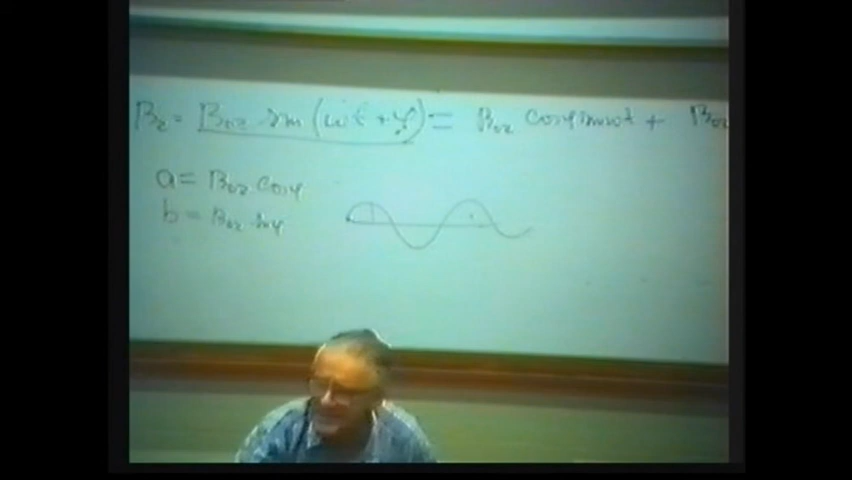 B₂ = B₀₂ sin (ωt + φ) = B₀₂ cosφ sinωt + B₀₂
a = B₀₂ cosφ
b = B₀₂ sinφ